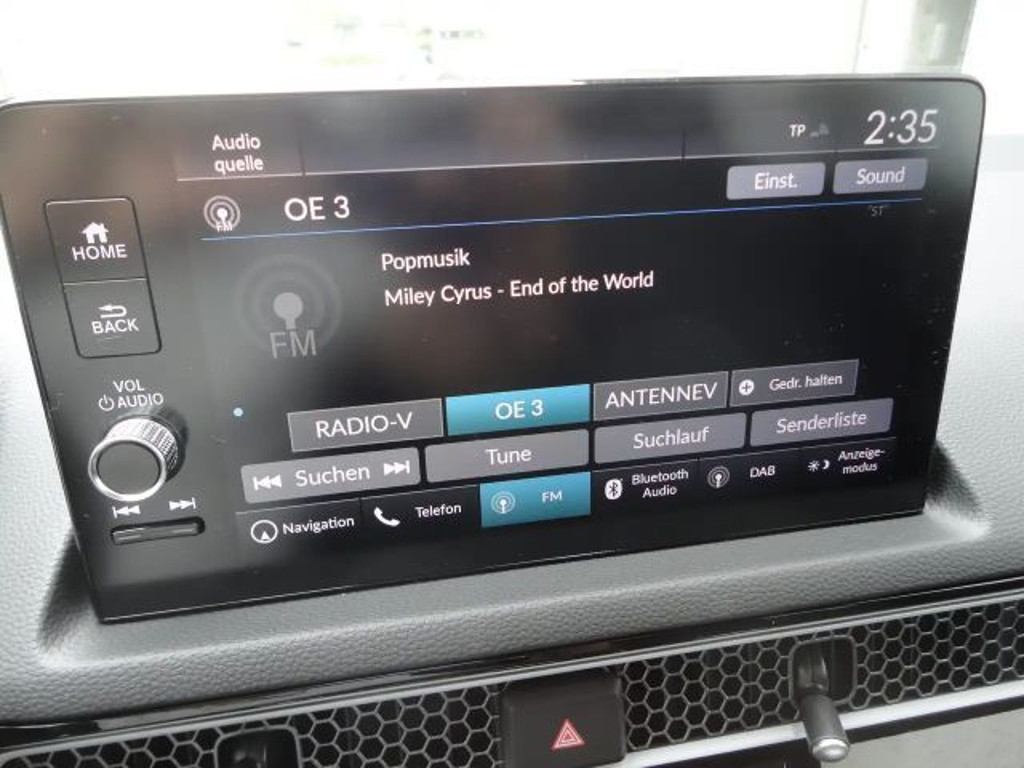 Audio
quelle
TP
2:35
Einst.
Sound
FM
OE 3
"ST"
HOME
BACK
Popmusik
Miley Cyrus - End of the World
FM
VOL
AUDIO
RADIO-V
OE 3
ANTENNEV
Gedr. halten
Suchen
Tune
Suchlauf
Senderliste
Navigation
Telefon
FM
Bluetooth
Audio
DAB
Anzeige-
modus